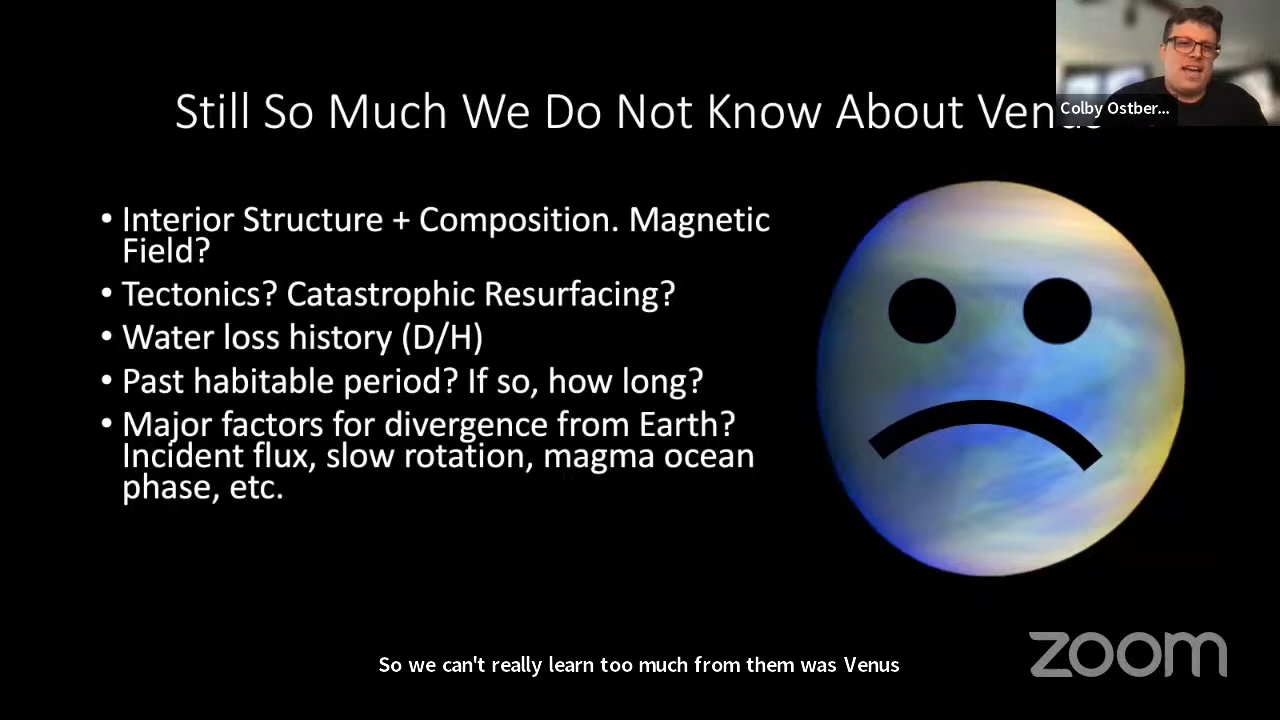 Still So Much We Do Not Know About Venus
Colby Ostber...
• Interior Structure + Composition. Magnetic
Field?
• Tectonics? Catastrophic Resurfacing?
• Water loss history (D/H)
• Past habitable period? If so, how long?
• Major factors for divergence from Earth?
Incident flux, slow rotation, magma ocean
phase, etc.
So we can't really learn too much from them was Venus
zoom